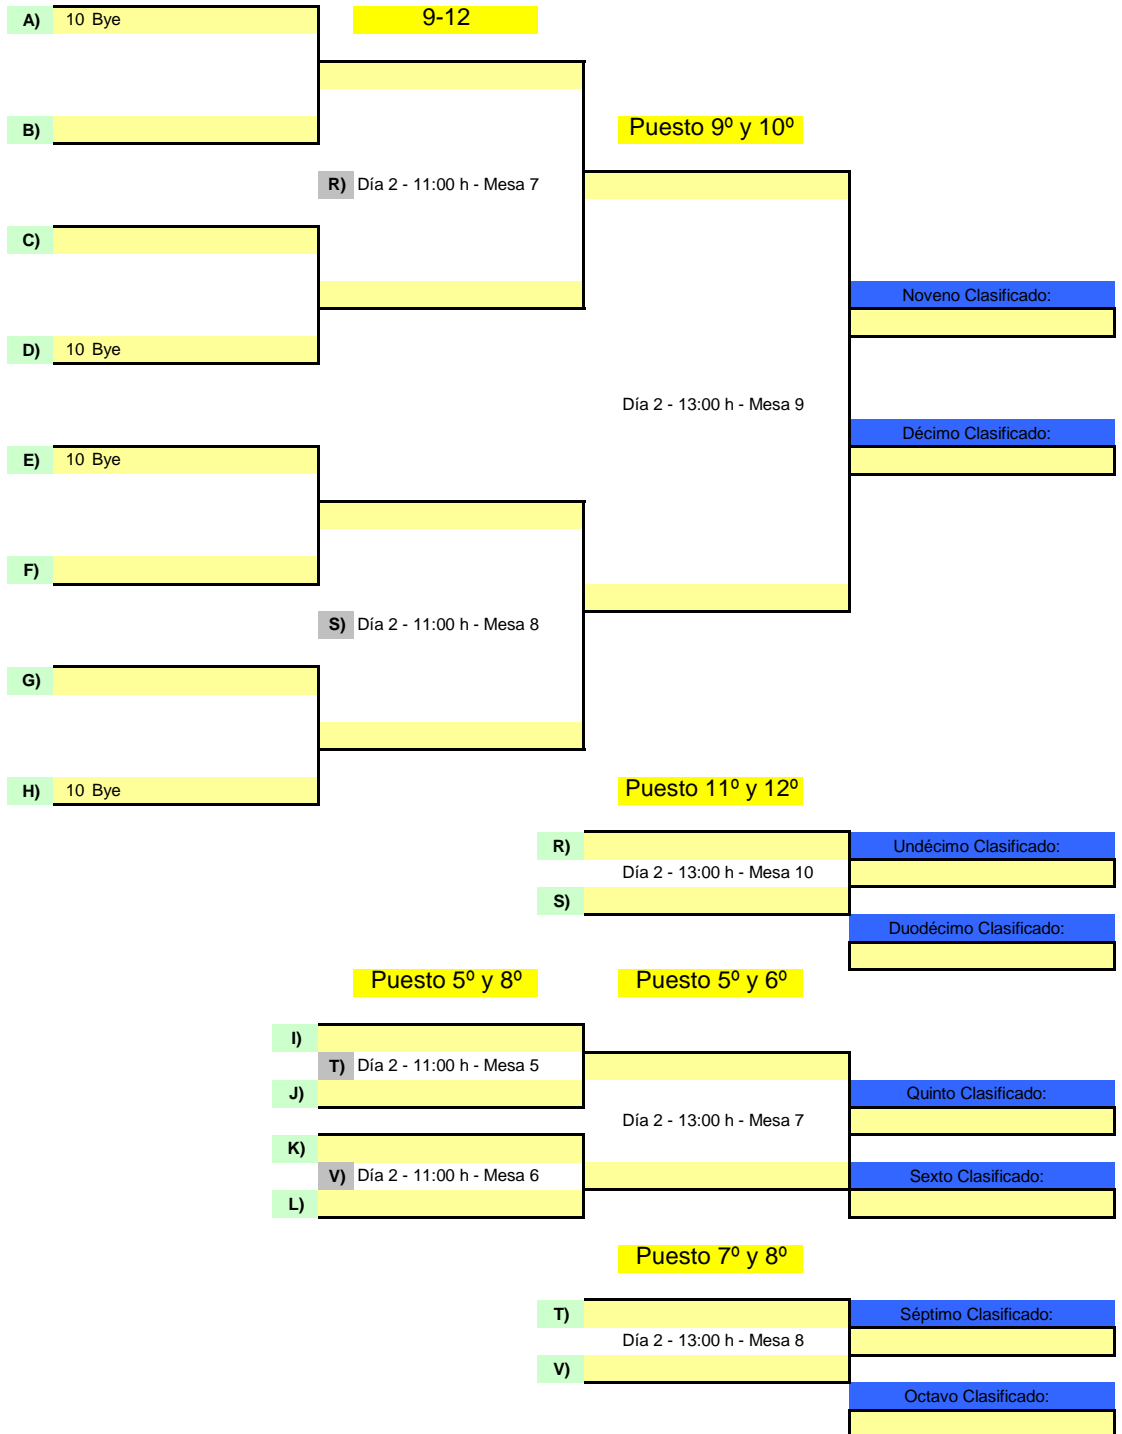 A) 10 Bye 9-12
B) Puesto 9º y 10º
R) Día 2 - 11:00 h - Mesa 7
C)
Noveno Clasificado:
D) 10 Bye
Día 2 - 13:00 h - Mesa 9
Décimo Clasificado:
E) 10 Bye
F)
S) Día 2 - 11:00 h - Mesa 8
G)
H) 10 Bye Puesto 11º y 12º
R) Undécimo Clasificado:
Día 2 - 13:00 h - Mesa 10
S)
Duodécimo Clasificado:
Puesto 5º y 8º Puesto 5º y 6º
I)
T) Día 2 - 11:00 h - Mesa 5
J) Quinto Clasificado:
Día 2 - 13:00 h - Mesa 7
K)
V) Día 2 - 11:00 h - Mesa 6 Sexto Clasificado:
L)
Puesto 7º y 8º
T) Séptimo Clasificado:
Día 2 - 13:00 h - Mesa 8
V)
Octavo Clasificado: